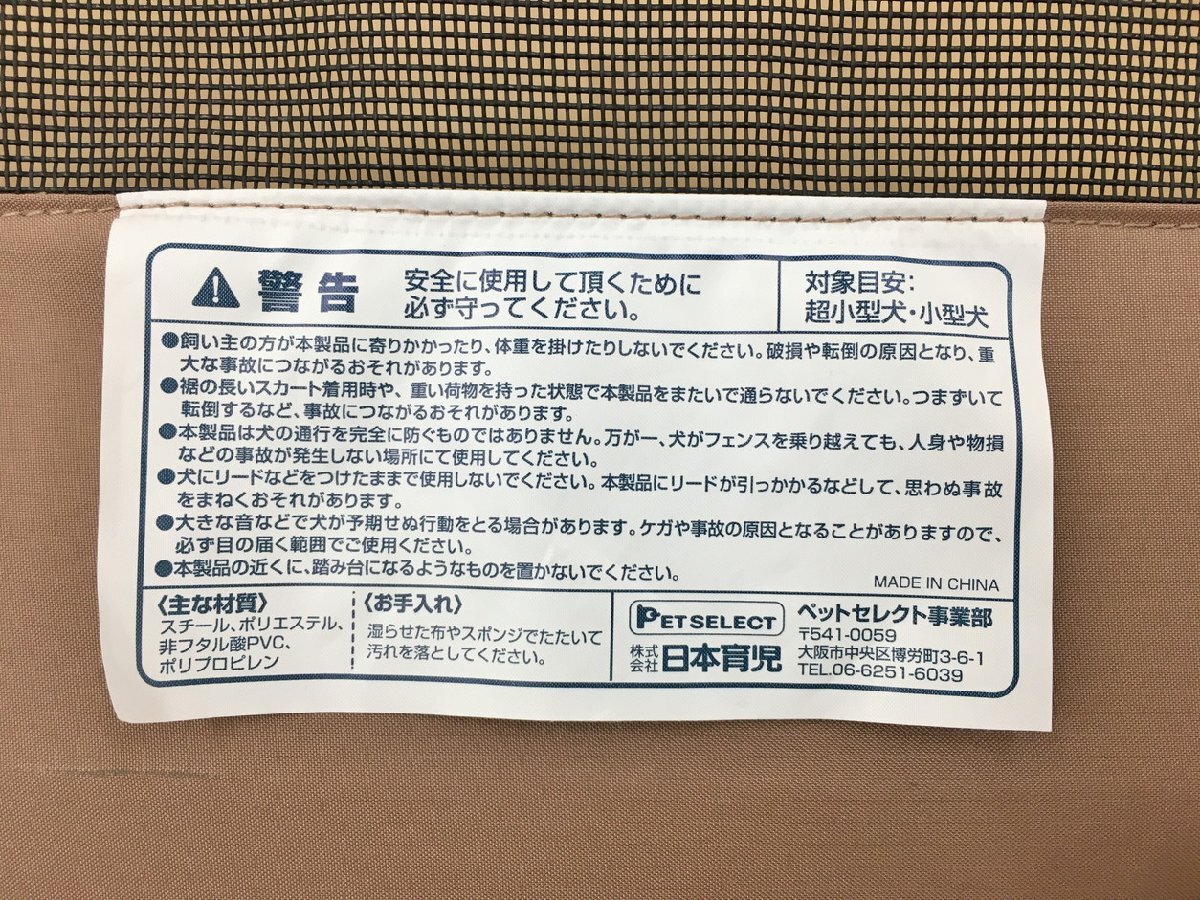 警告
安全に使用して頂くために
必ず守ってください。
対象目安:
超小型犬・小型犬
●飼い主の方が本製品に寄りかかったり、体重を掛けたりしないでください。破損や転倒の原因となり、重
大な事故につながるおそれがあります。
●裾の長いスカート着用時や、重い荷物を持った状態で本製品をまたいで通らないでください。つまずいて
転倒するなど、事故につながるおそれがあります。
●本製品は犬の通行を完全に防ぐものではありません。万が一、犬がフェンスを乗り越えても、人身や物損
などの事故が発生しない場所にて使用してください。
●犬にリードなどをつけたままで使用しないでください。本製品にリードが引っかかるなどして、思わぬ事故
をまねくおそれがあります。
●大きな音などで犬が予期せぬ行動をとる場合があります。ケガや事故の原因となることがありますので、
必ず目の届く範囲でご使用ください。
●本製品の近くに、踏み台になるようなものを置かないでください。
MADE IN CHINA
〈主な材質〉
スチール、ポリエステル、
非フタル酸PVC、
ポリプロピレン
〈お手入れ〉
湿らせた布やスポンジでたたいて
汚れを落としてください。
PET SELECT
株式会社 日本育児
ペットセレクト事業部
〒541-0059
大阪市中央区博労町3-6-1
TEL.06-6251-6039